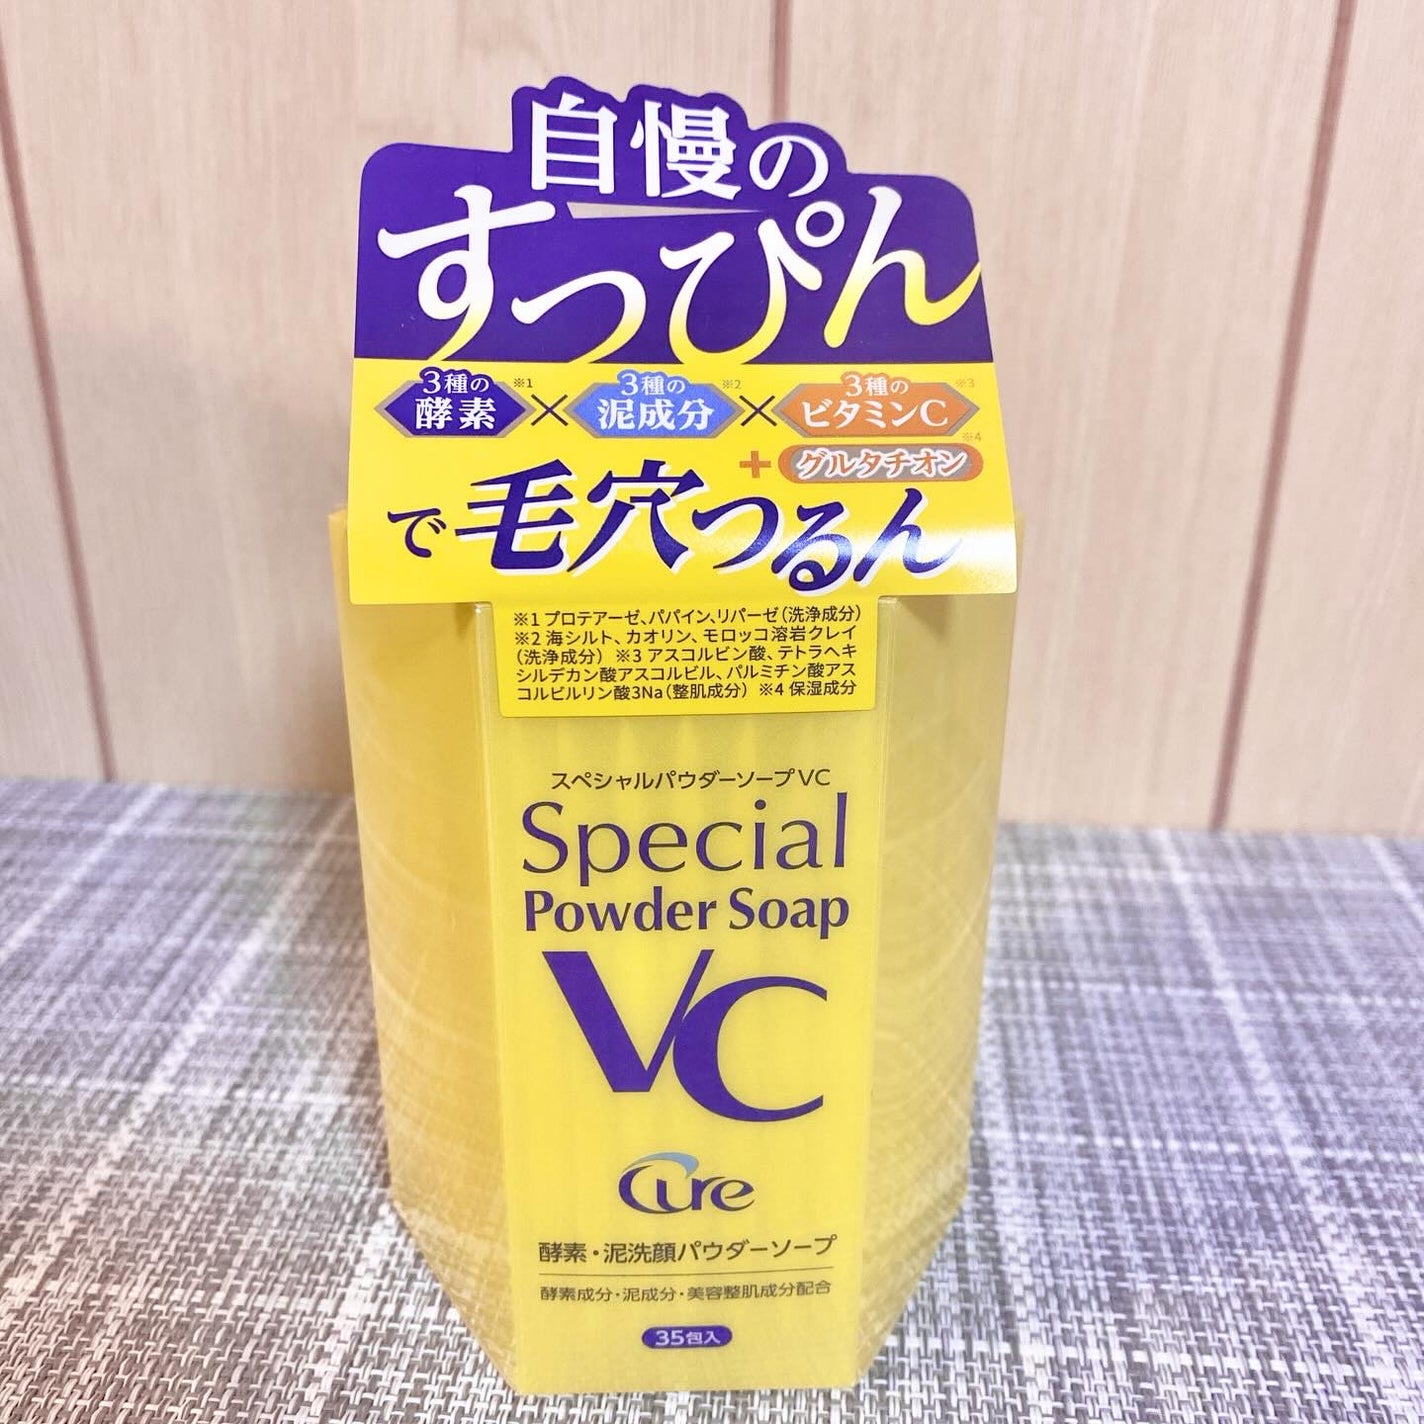 自慢の
すっぴん
3種の ※1 3種の ※2 3種の ※3
酵素×泥成分×ビタミンC
+グルタチオン ※4
で毛穴つるん
※1 プロテアーゼ、パパイン、リパーゼ（洗浄成分）
※2 海シルト、カオリン、モロッコ溶岩クレイ
（洗浄成分） ※3 アスコルビン酸、テトラヘキ
シルデカン酸アスコルビル、パルミチン酸アス
コルビルリン酸3Na（整肌成分） ※4 保湿成分
スペシャルパウダーソープVC
Special
Powder Soap
VC
Cure
酵素・泥洗顔パウダーソープ
酵素成分・泥成分・美容整肌成分配合
35包入